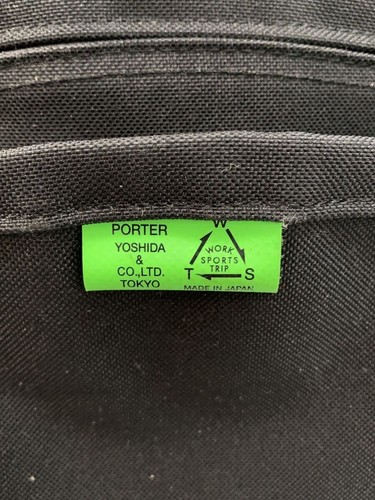 PORTER
YOSHIDA
&
CO.,LTD.
TOKYO
W
WORK
SPORTS
TRIP
T S
MADE IN JAPAN